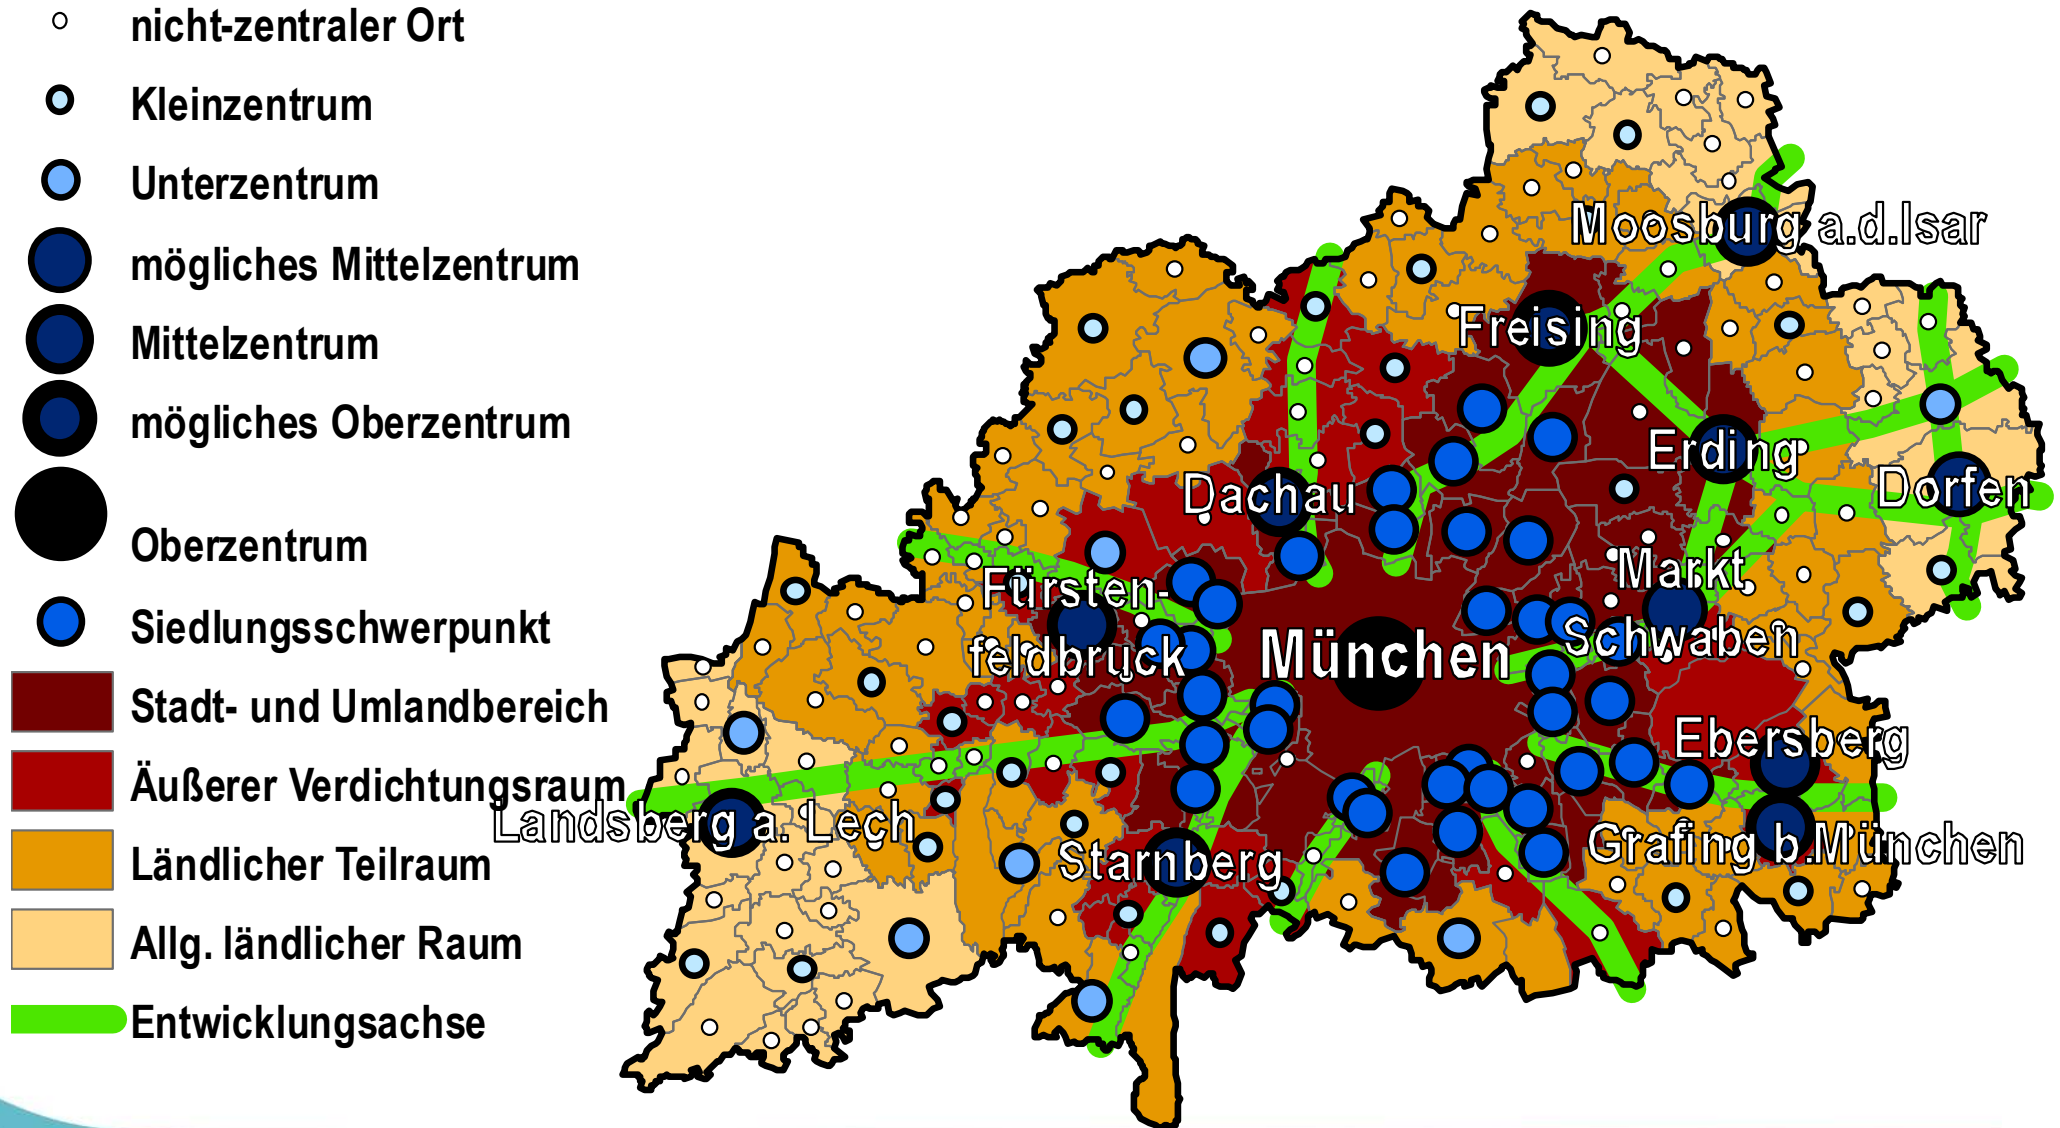 nicht-zentraler Ort
Kleinzentrum
Unterzentrum
mögliches Mittelzentrum
Mittelzentrum
mögliches Oberzentrum
Oberzentrum
Siedlungsschwerpunkt
Stadt- und Umlandbereich
Äußerer Verdichtungsraum
Ländlicher Teilraum
Allg. ländlicher Raum
Entwicklungsachse
Moosburg a.d.Isar
Freising
Erding
Dorfen
Dachau
Markt
Schwaben
Fürsten-
feldbruck
München
Ebersberg
Landsberg a. Lech
Starnberg
Grafing b.München